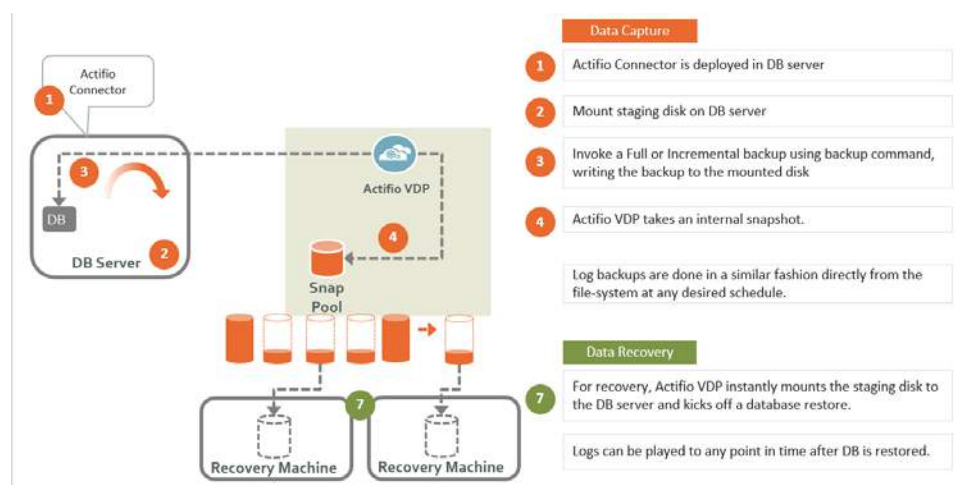 Actifio
Connector
1
3
DB
2
DB Server
Actifio VDP
4
Snap
Pool
7
Recovery Machine
Recovery Machine
Data Capture
1
Actifio Connector is deployed in DB server
2
Mount staging disk on DB server
3
Invoke a Full or Incremental backup using backup command,
writing the backup to the mounted disk
4
Actifio VDP takes an internal snapshot.
Log backups are done in a similar fashion directly from the
file-system at any desired schedule.
Data Recovery
7
For recovery, Actifio VDP instantly mounts the staging disk to
the DB server and kicks off a database restore.
Logs can be played to any point in time after DB is restored.